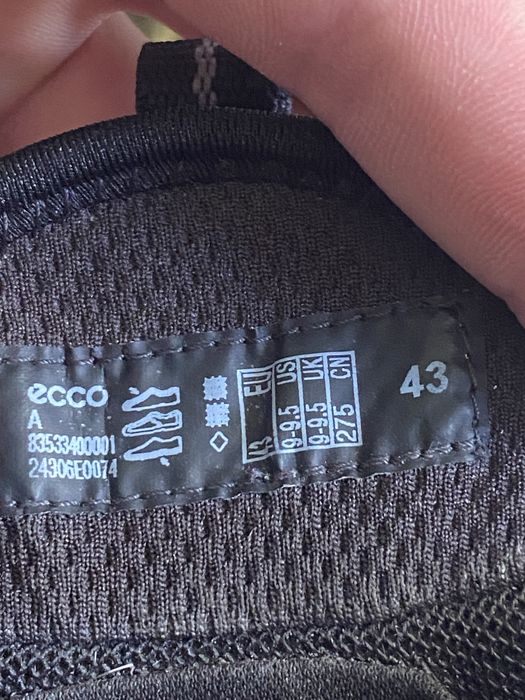 ecco
A
83533400001
24306E0074
43 EU
9-9.5 US
9-9.5 UK
275 CN
43